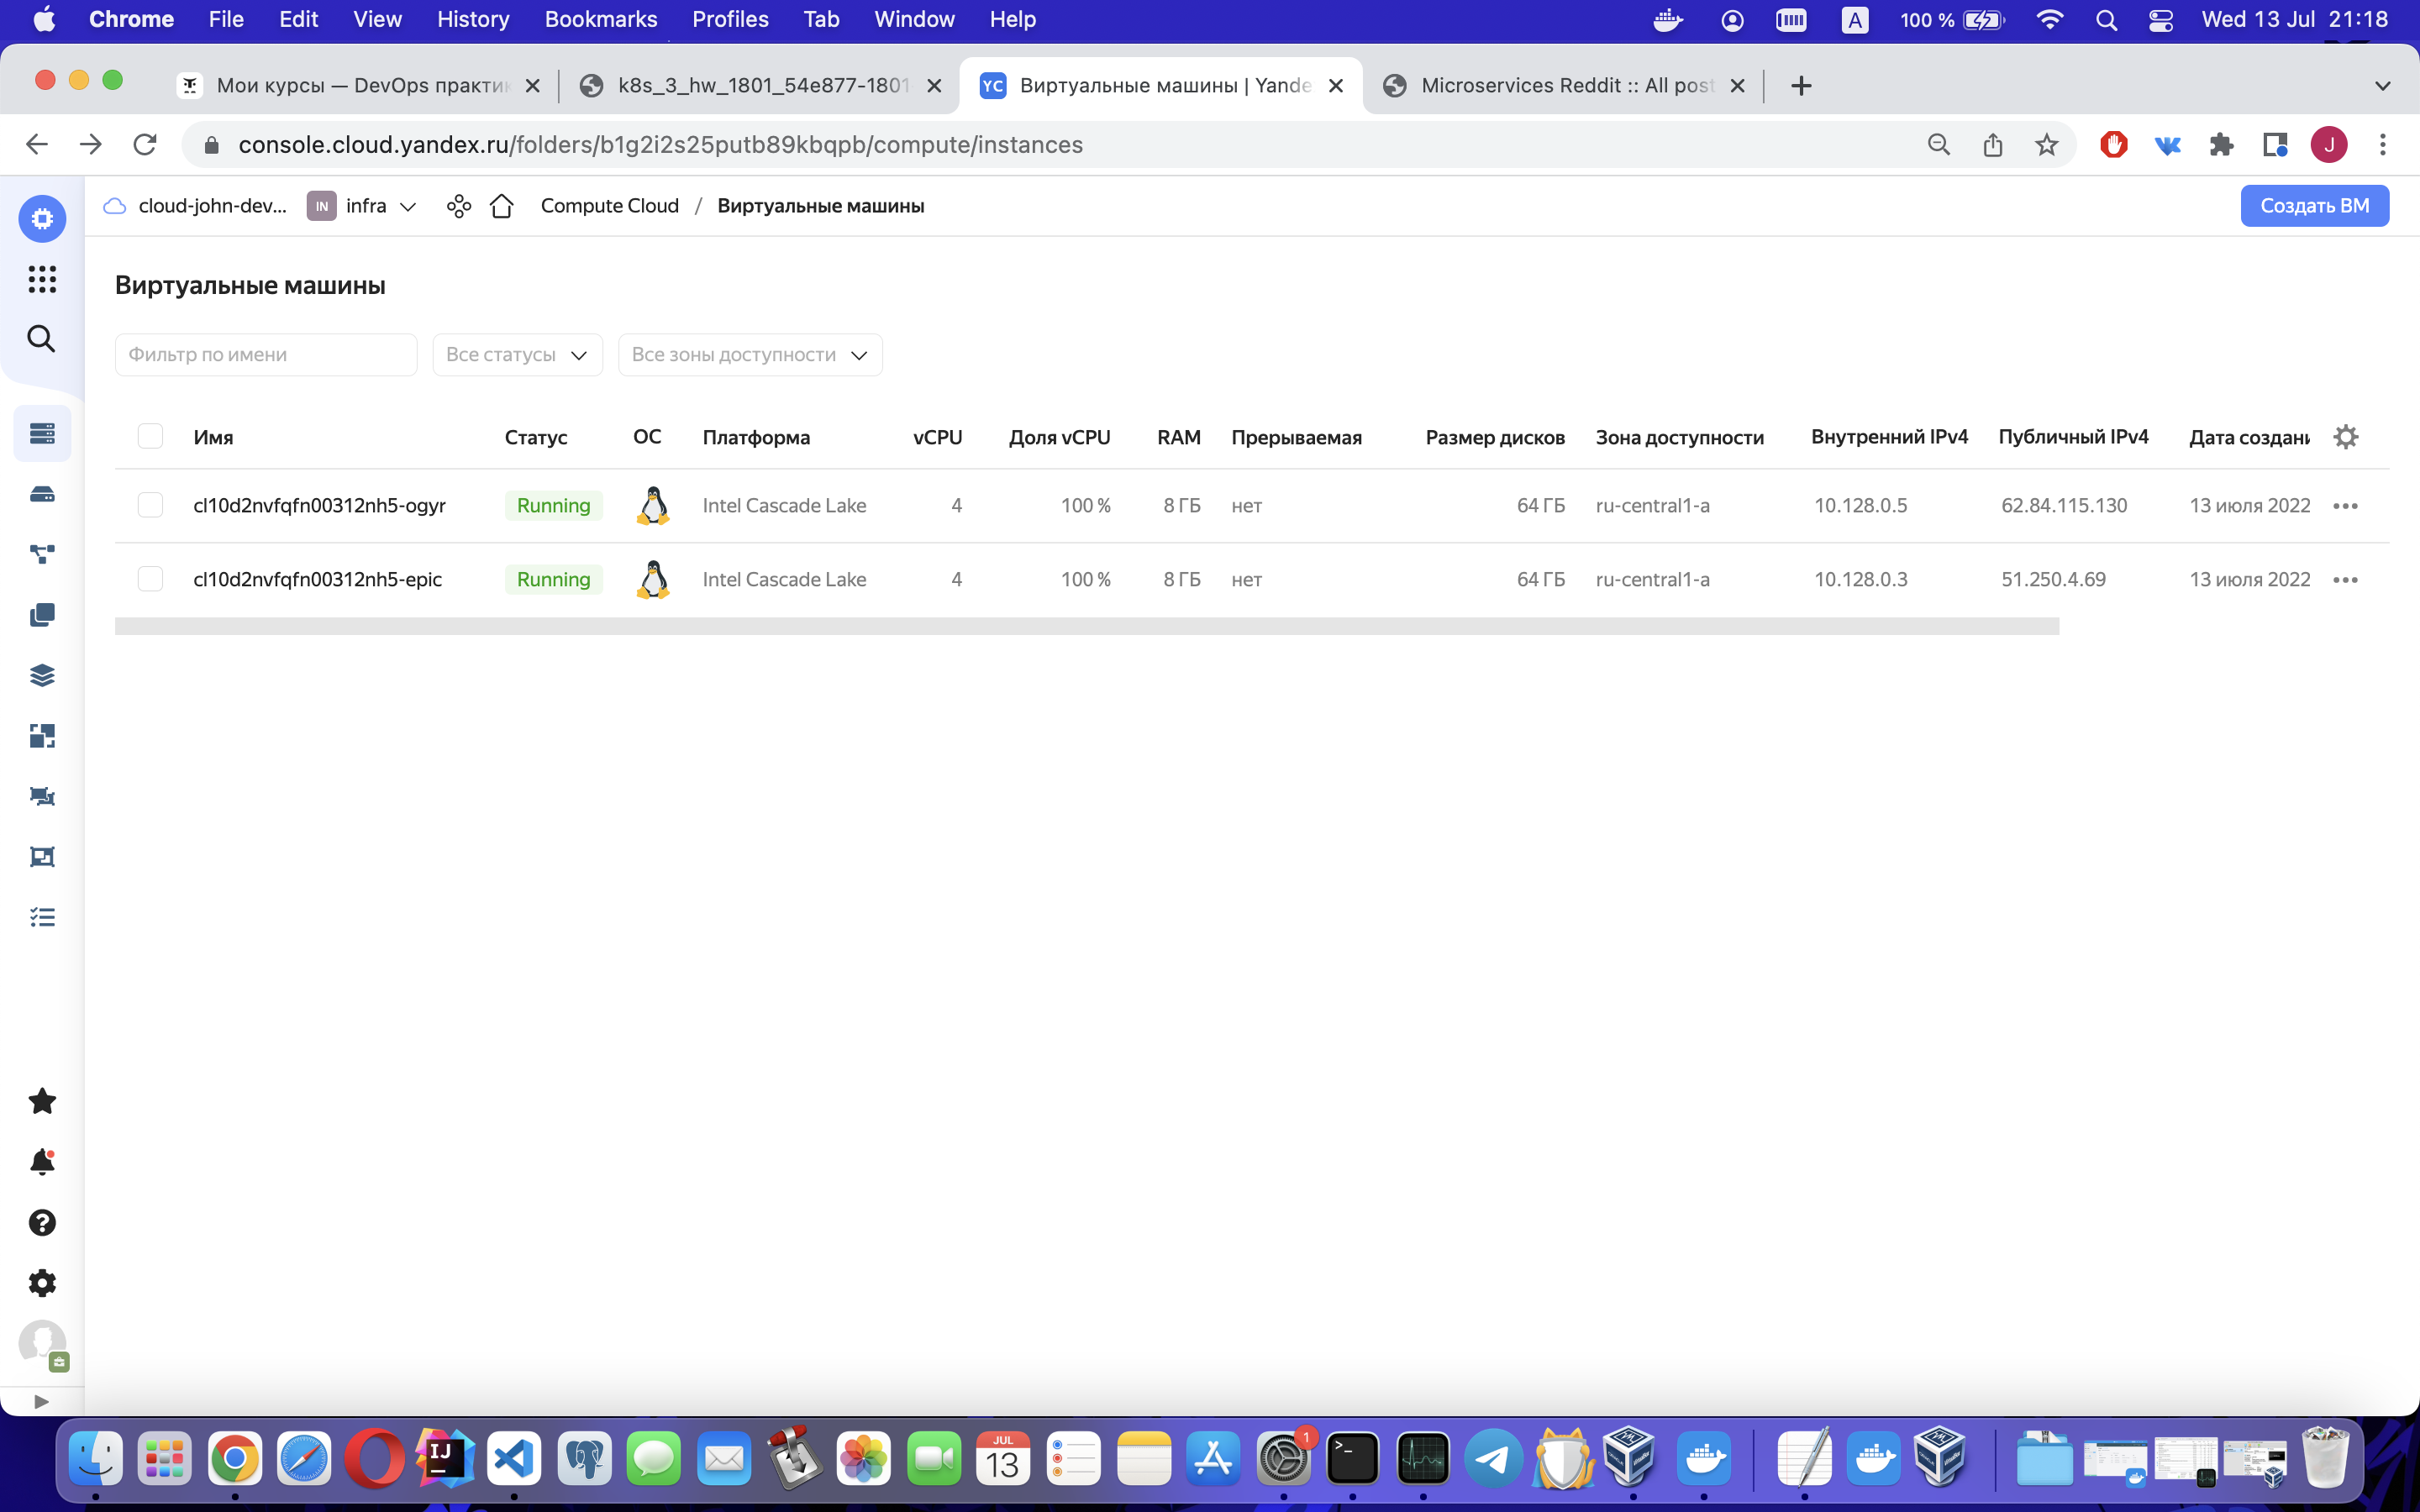 Chrome File Edit View History Bookmarks Profiles Tab Window Help A 100 % Wed 13 Jul 21:18
Мои курсы — DevOps практик k8s_3_hw_1801_54e877-1801 YC Виртуальные машины | Yande Microservices Reddit :: All post
console.cloud.yandex.ru/folders/b1g2i2s25putb89kbqpb/compute/instances J
cloud-john-dev... IN infra Compute Cloud / Виртуальные машины Создать ВМ
Виртуальные машины
Фильтр по имени Все статусы Все зоны доступности
Имя Статус ОС Платформа vCPU Доля vCPU RAM Прерываемая Размер дисков Зона доступности Внутренний IPv4 Публичный IPv4 Дата создани
cl10d2nvfqfn00312nh5-ogyr Running Intel Cascade Lake 4 100 % 8 ГБ нет 64 ГБ ru-central1-a 10.128.0.5 62.84.115.130 13 июля 2022
cl10d2nvfqfn00312nh5-epic Running Intel Cascade Lake 4 100 % 8 ГБ нет 64 ГБ ru-central1-a 10.128.0.3 51.250.4.69 13 июля 2022
IJ JUL 13 1 >_